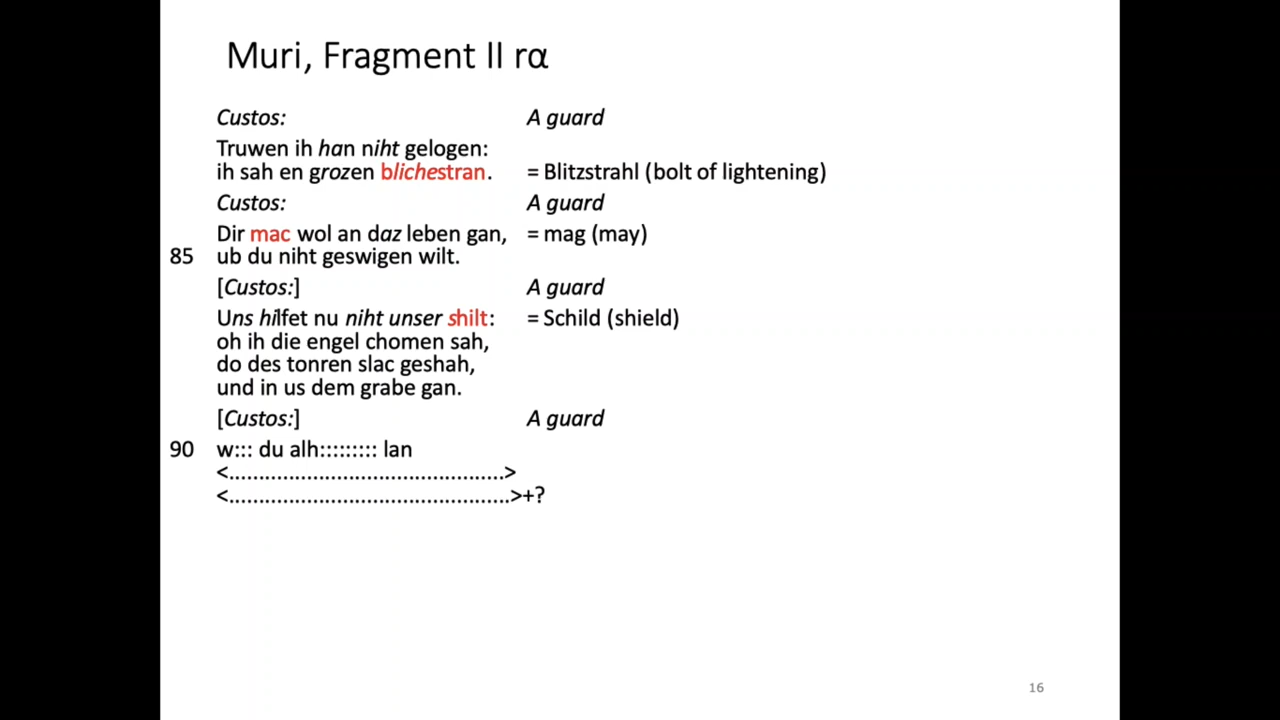 Muri, Fragment II rα
Custos: A guard
Truwen ih han niht gelogen:
ih sah en grozen blichestran. = Blitzstrahl (bolt of lightening)
Custos: A guard
Dir mac wol an daz leben gan, = mag (may)
85 ub du niht geswigen wilt.
[Custos:] A guard
Uns hilfet nu niht unser shilt: = Schild (shield)
oh ih die engel chomen sah,
do des tonren slac geshah,
und in us dem grabe gan.
[Custos:] A guard
90 w::: du alh::::::::: lan
<................................................>
<................................................>+?
16